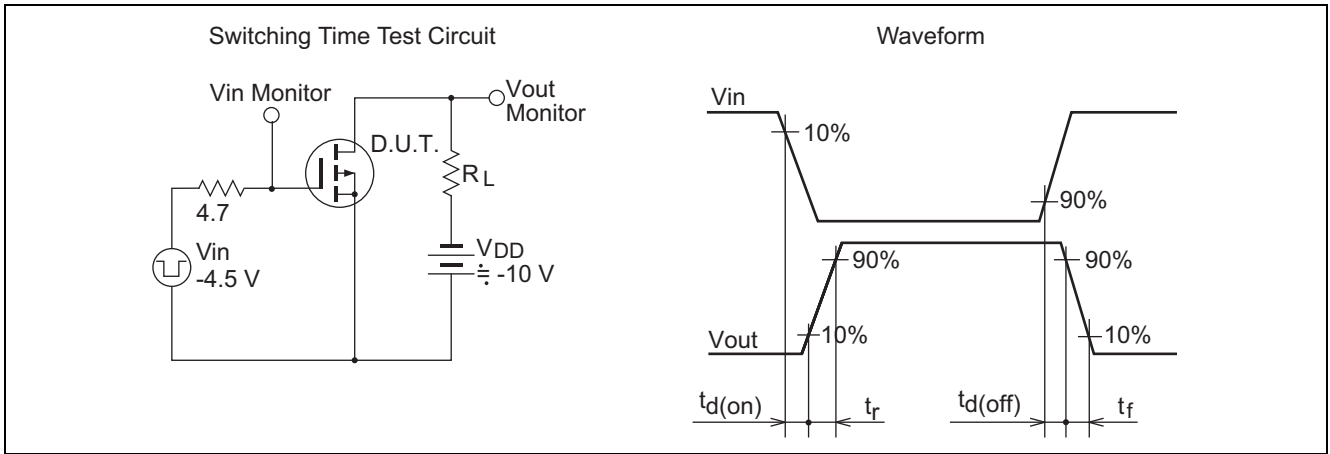 Switching Time Test Circuit
Vin Monitor
Vout
Monitor
D.U.T.
RL
4.7
Vin
-4.5 V
VDD
≒ -10 V
Waveform
Vin
10%
90%
90%
90%
Vout
10%
10%
td(on)
tr
td(off)
tf